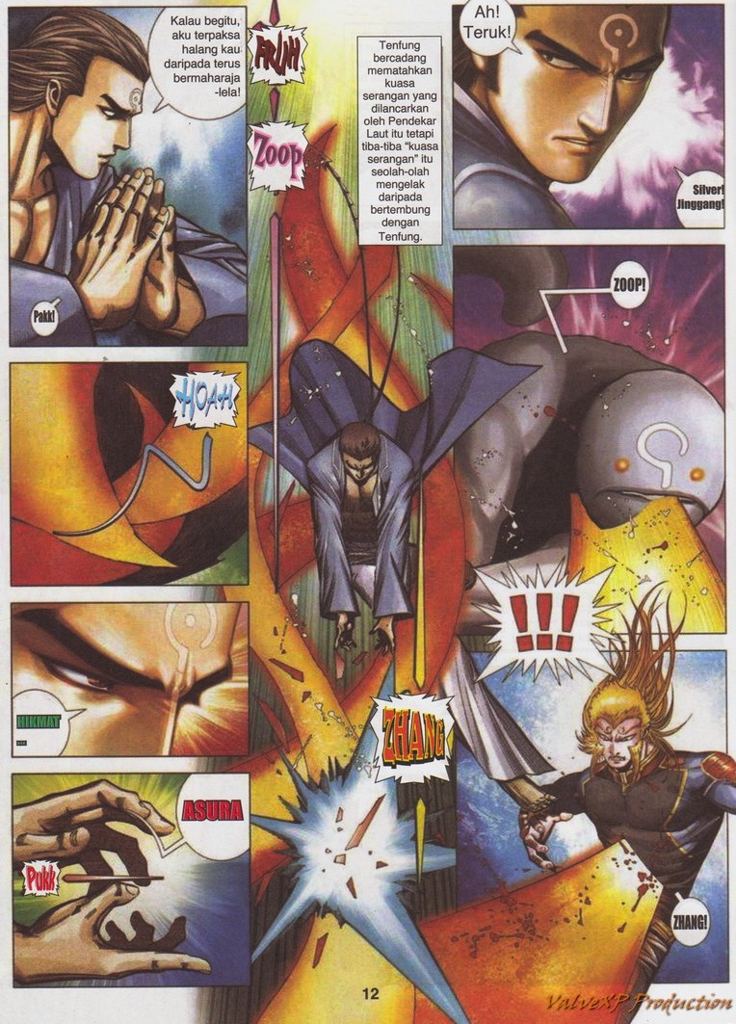 Kalau begitu,
aku terpaksa
halang kau
daripada terus
bermaharaja
-lela!
Pakk!
FRUH
ZOOP
Tenfung
bercadang
mematahkan
kuasa
serangan yang
dilancarkan
oleh Pendekar
Laut itu tetapi
tiba-tiba "kuasa
serangan" itu
seolah-olah
mengelak
daripada
bertembung
dengan
Tenfung.
Ah!
Teruk!
Silver!
Jinggang!
ZOOP!
HOAH
!!!
HIKMAT
...
ZHANG
ASURA
Pukk
ZHANG!
12
ValveXP Production